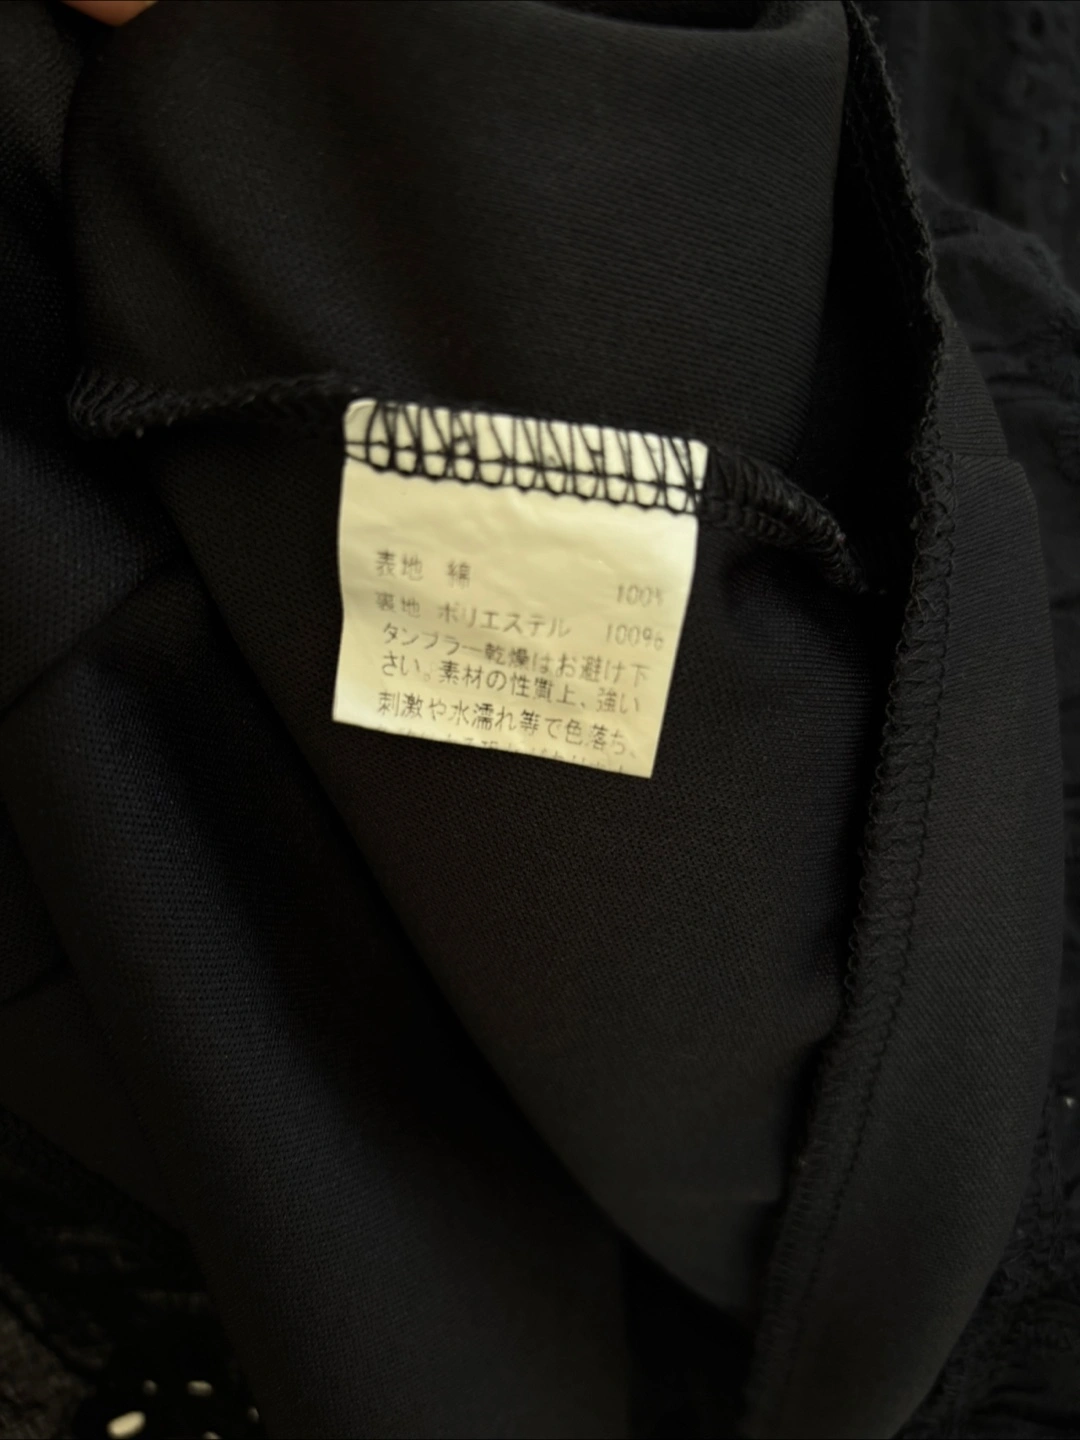 表地 綿 100%
裏地 ポリエステル 100%
タンブラー乾燥はお避け下
さい。素材の性質上、強い
刺激や水濡れ等で色落ち、